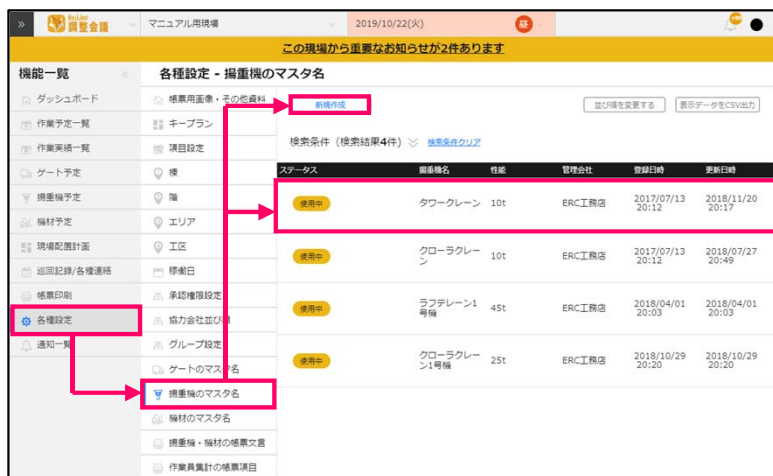 »
BuiLine
調整会議
マニュアル用現場
2019/10/22(火)
昼
この現場から重要なお知らせが2件あります
機能一覧
«
ダッシュボード
作業予定一覧
作業実績一覧
ゲート予定
揚重機予定
機材予定
現場配置計画
巡回記録/各種連絡
帳票印刷
各種設定
通知一覧
各種設定 - 揚重機のマスタ名
帳票用画像・その他資料
キープラン
項目設定
棟
階
エリア
工区
稼働日
承認権限設定
協力会社並び順
グループ設定
ゲートのマスタ名
揚重機のマスタ名
機材のマスタ名
揚重機・機材の帳票文言
作業員集計の帳票項目
新規作成
並び順を変更する
表示データをCSV出力
検索条件 (検索結果4件)
検索条件クリア
ステータス 揚重機名 性能 管理会社 登録日時 更新日時
使用中 タワークレーン 10t ERC工務店 2017/07/13 20:12 2018/11/20 20:17
使用中 クローラクレーン 10t ERC工務店 2017/07/13 20:12 2018/07/27 20:49
使用中 ラフテレーン1号機 45t ERC工務店 2018/04/01 20:03 2018/04/01 20:03
使用中 クローラクレーン1号機 25t ERC工務店 2018/10/29 20:20 2018/10/29 20:20